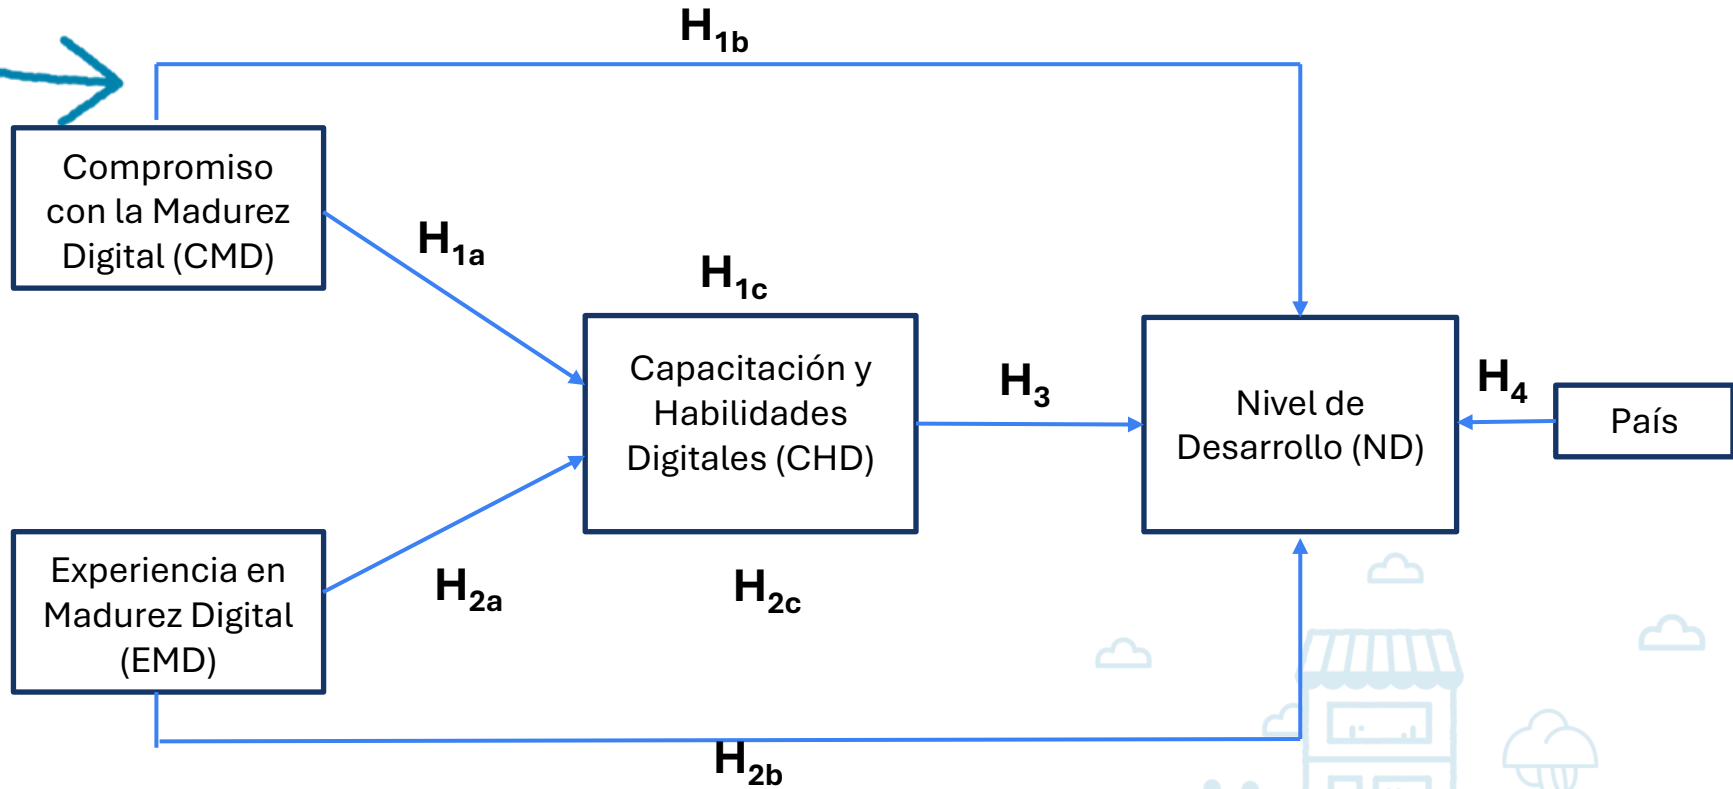 H1b
Compromiso
con la Madurez
Digital (CMD)
H1a
H1c
Capacitación y
Habilidades
Digitales (CHD)
H3
Nivel de
Desarrollo (ND)
H4
País
Experiencia en
Madurez Digital
(EMD)
H2a
H2c
H2b